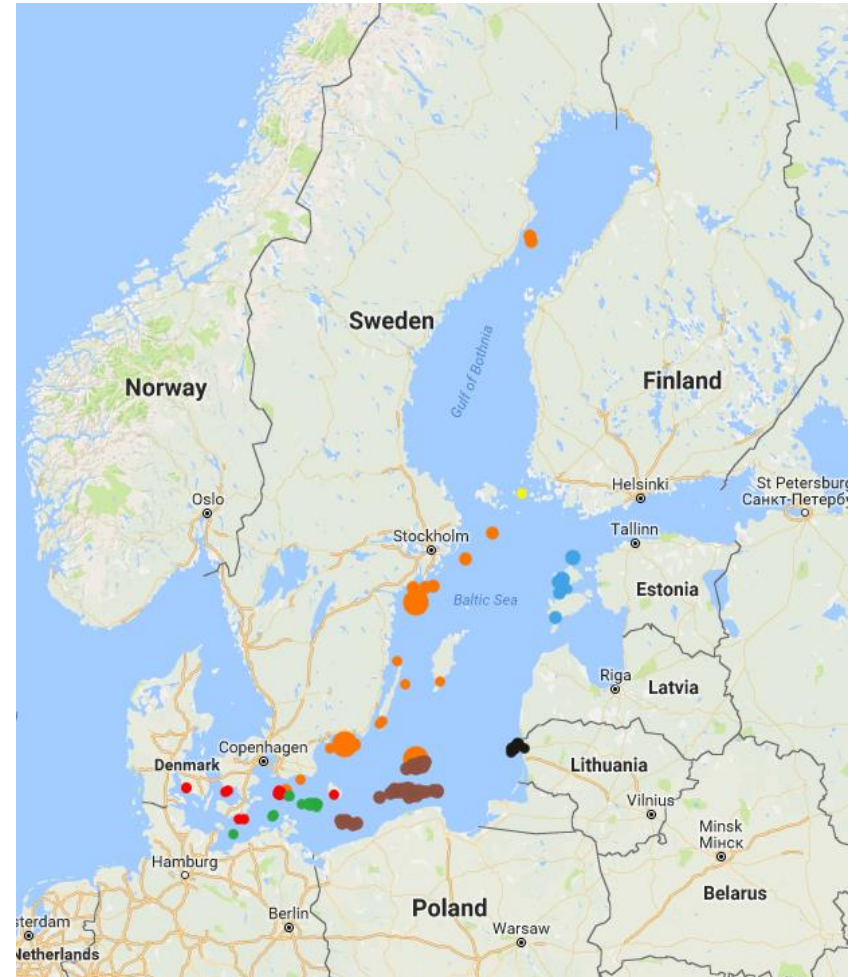 Sweden
Gulf of Bothnia
Norway
Finland
Oslo
Helsinki
St Petersburg
Санкт-Петербу
Stockholm
Tallinn
Baltic Sea
Estonia
Riga
Latvia
Copenhagen
Denmark
Lithuania
Vilnius
Minsk
Мінск
Hamburg
Belarus
Berlin
Poland
sterdam
Warsaw
Netherlands